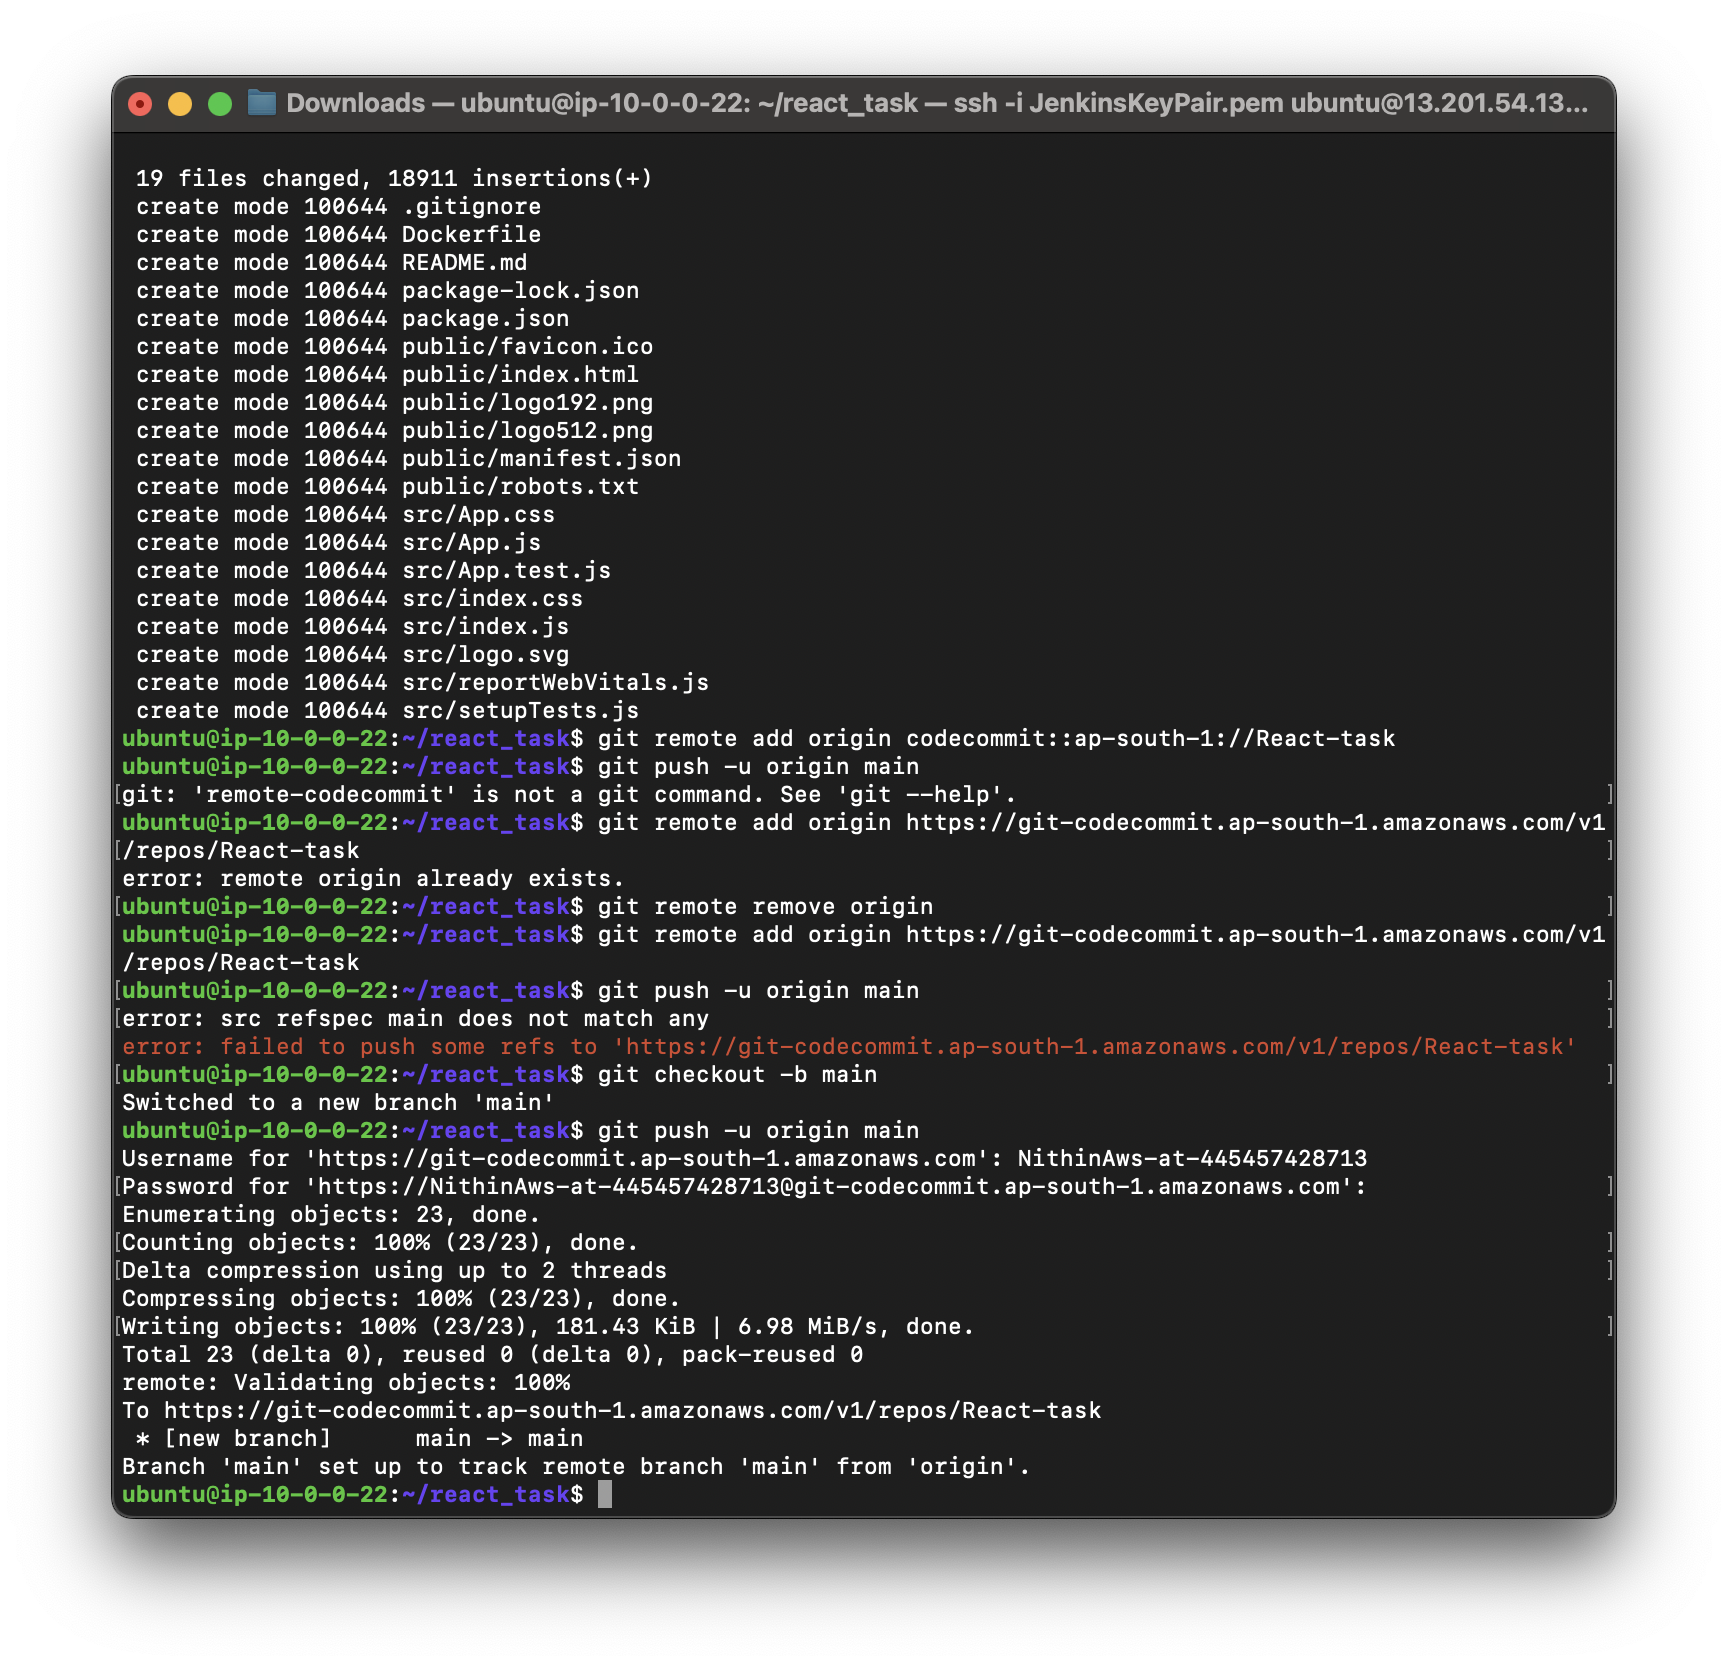 Downloads — ubuntu@ip-10-0-0-22: ~/react_task — ssh -i JenkinsKeyPair.pem ubuntu@13.201.54.13...
19 files changed, 18911 insertions(+)
create mode 100644 .gitignore
create mode 100644 Dockerfile
create mode 100644 README.md
create mode 100644 package-lock.json
create mode 100644 package.json
create mode 100644 public/favicon.ico
create mode 100644 public/index.html
create mode 100644 public/logo192.png
create mode 100644 public/logo512.png
create mode 100644 public/manifest.json
create mode 100644 public/robots.txt
create mode 100644 src/App.css
create mode 100644 src/App.js
create mode 100644 src/App.test.js
create mode 100644 src/index.css
create mode 100644 src/index.js
create mode 100644 src/logo.svg
create mode 100644 src/reportWebVitals.js
create mode 100644 src/setupTests.js
ubuntu@ip-10-0-0-22:~/react_task$ git remote add origin codecommit::ap-south-1://React-task
ubuntu@ip-10-0-0-22:~/react_task$ git push -u origin main
[git: 'remote-codecommit' is not a git command. See 'git --help'. ]
ubuntu@ip-10-0-0-22:~/react_task$ git remote add origin https://git-codecommit.ap-south-1.amazonaws.com/v1
[/repos/React-task ]
error: remote origin already exists.
[ubuntu@ip-10-0-0-22:~/react_task$ git remote remove origin ]
ubuntu@ip-10-0-0-22:~/react_task$ git remote add origin https://git-codecommit.ap-south-1.amazonaws.com/v1
/repos/React-task
[ubuntu@ip-10-0-0-22:~/react_task$ git push -u origin main ]
[error: src refspec main does not match any ]
error: failed to push some refs to 'https://git-codecommit.ap-south-1.amazonaws.com/v1/repos/React-task'
[ubuntu@ip-10-0-0-22:~/react_task$ git checkout -b main ]
Switched to a new branch 'main'
ubuntu@ip-10-0-0-22:~/react_task$ git push -u origin main
Username for 'https://git-codecommit.ap-south-1.amazonaws.com': NithinAws-at-445457428713
[Password for 'https://NithinAws-at-445457428713@git-codecommit.ap-south-1.amazonaws.com': ]
Enumerating objects: 23, done.
[Counting objects: 100% (23/23), done. ]
[Delta compression using up to 2 threads ]
Compressing objects: 100% (23/23), done.
[Writing objects: 100% (23/23), 181.43 KiB | 6.98 MiB/s, done. ]
Total 23 (delta 0), reused 0 (delta 0), pack-reused 0
remote: Validating objects: 100%
To https://git-codecommit.ap-south-1.amazonaws.com/v1/repos/React-task
* [new branch]      main -> main
Branch 'main' set up to track remote branch 'main' from 'origin'.
ubuntu@ip-10-0-0-22:~/react_task$